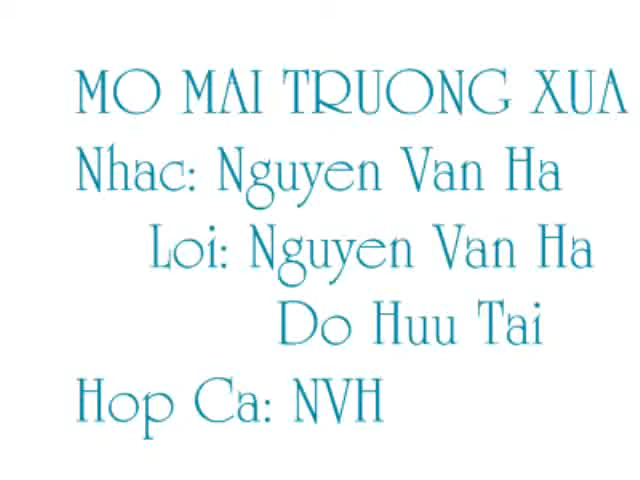 MO MAI TRUONG XUA
Nhac: Nguyen Van Ha
Loi: Nguyen Van Ha
Do Huu Tai
Hop Ca: NVH